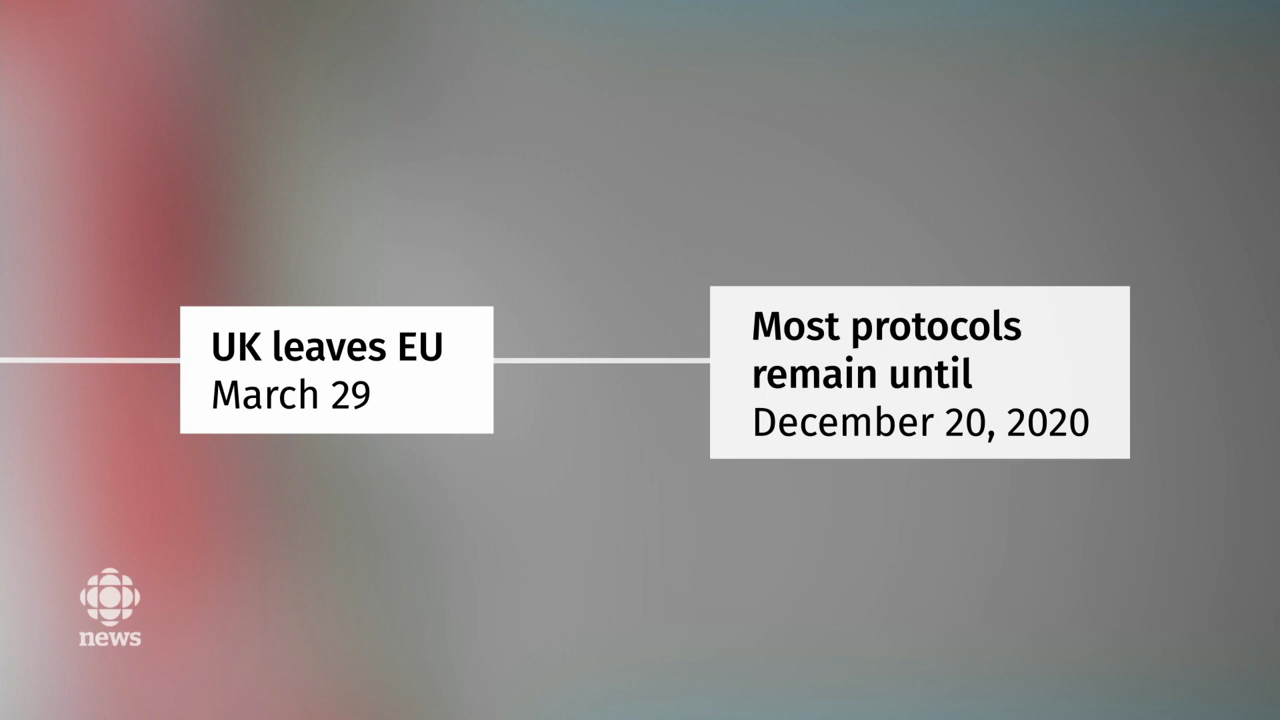 UK leaves EU
March 29
Most protocols
remain until
December 20, 2020
news